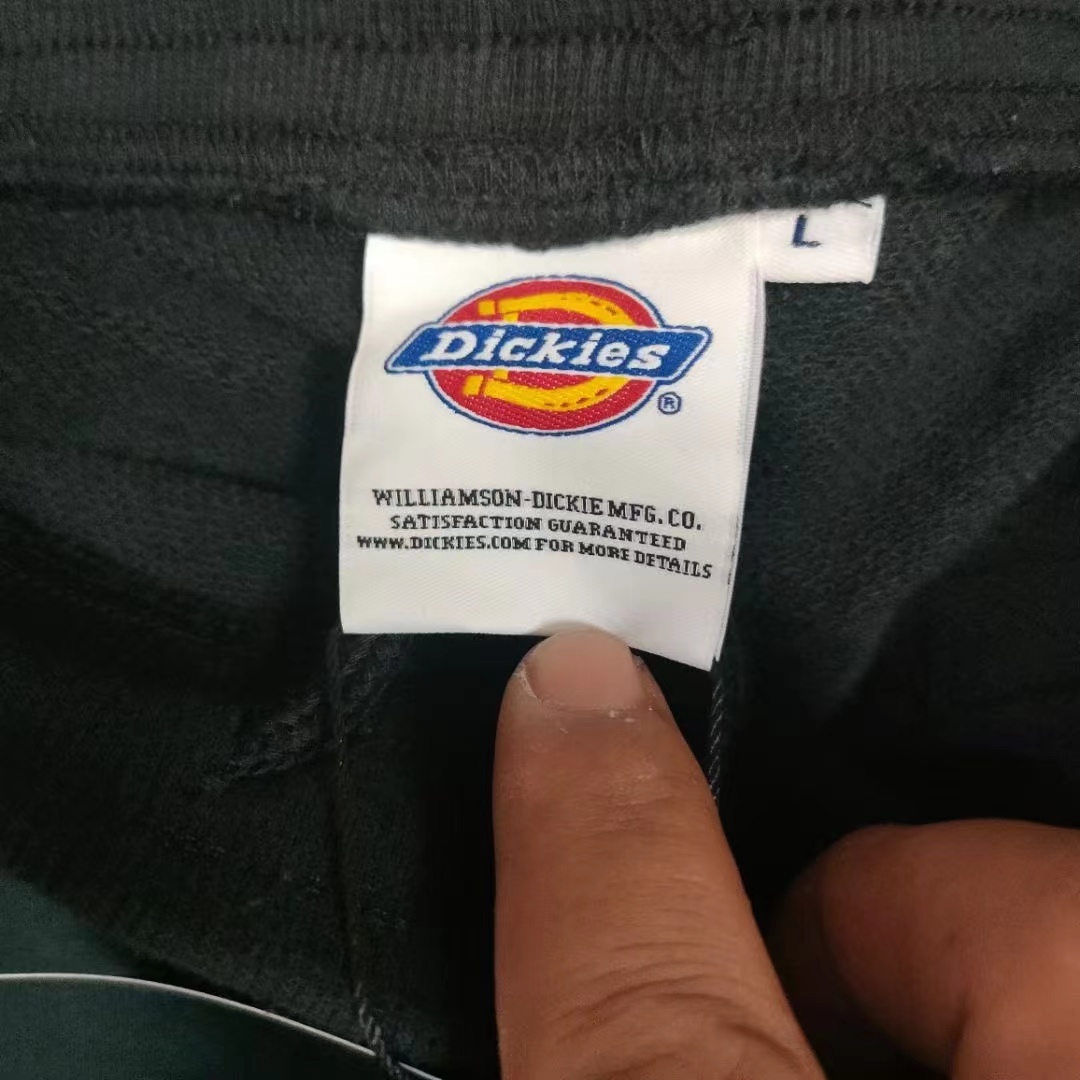 L
Dickies
®
WILLIAMSON-DICKIE MFG. CO.
SATISFACTION GUARANTEED
WWW.DICKIES.COM FOR MORE DETAILS